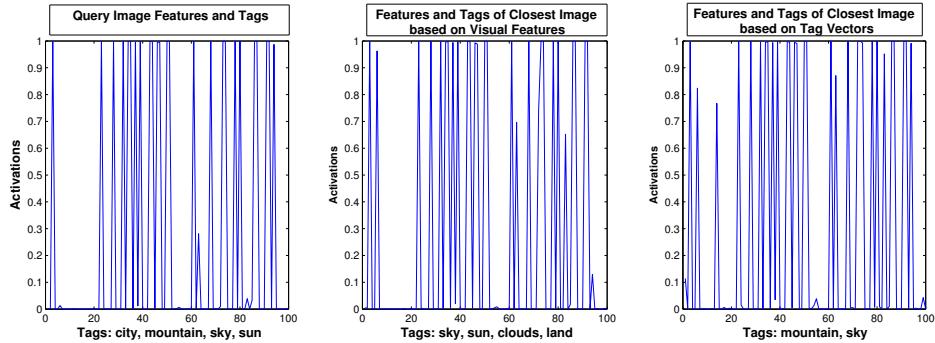 Query Image Features and Tags
1
0.9
0.8
0.7
0.6
0.5
0.4
0.3
0.2
0.1
0
Activations
0 20 40 60 80 100
Tags: city, mountain, sky, sun
Features and Tags of Closest Image
based on Visual Features
1
0.9
0.8
0.7
0.6
0.5
0.4
0.3
0.2
0.1
0
Activations
0 20 40 60 80 100
Tags: sky, sun, clouds, land
Features and Tags of Closest Image
based on Tag Vectors
1
0.9
0.8
0.7
0.6
0.5
0.4
0.3
0.2
0.1
0
Activations
0 20 40 60 80 100
Tags: mountain, sky